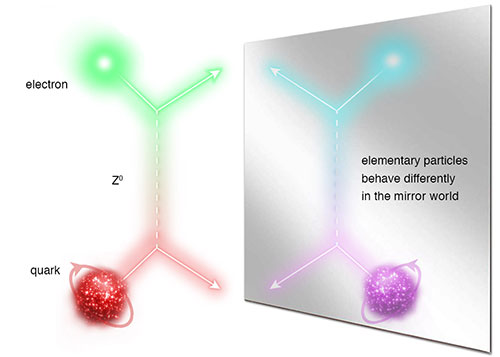 electron
elementary particles
behave differently
in the mirror world
Z⁰
quark